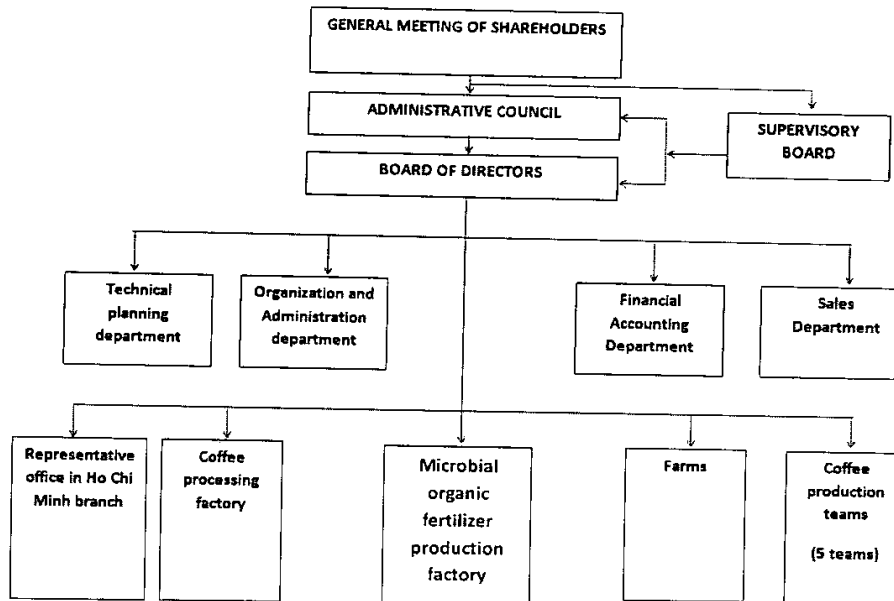 GENERAL MEETING OF SHAREHOLDERS
ADMINISTRATIVE COUNCIL
SUPERVISORY
BOARD
BOARD OF DIRECTORS
Technical
planning
department
Organization and
Administration
department
Financial
Accounting
Department
Sales
Department
Representative
office in Ho Chi
Minh branch
Coffee
processing
factory
Microbial
organic
fertilizer
production
factory
Farms
Coffee
production
teams
(5 teams)